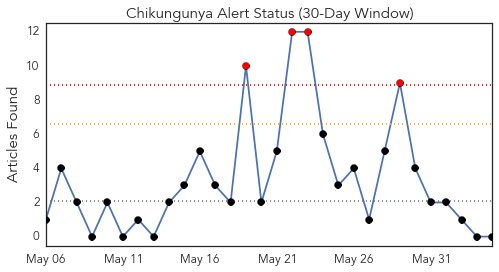 Chikungunya Alert Status (30-Day Window)
Articles Found
12
10
8
6
4
2
0
May 06
May 11
May 16
May 21
May 26
May 31